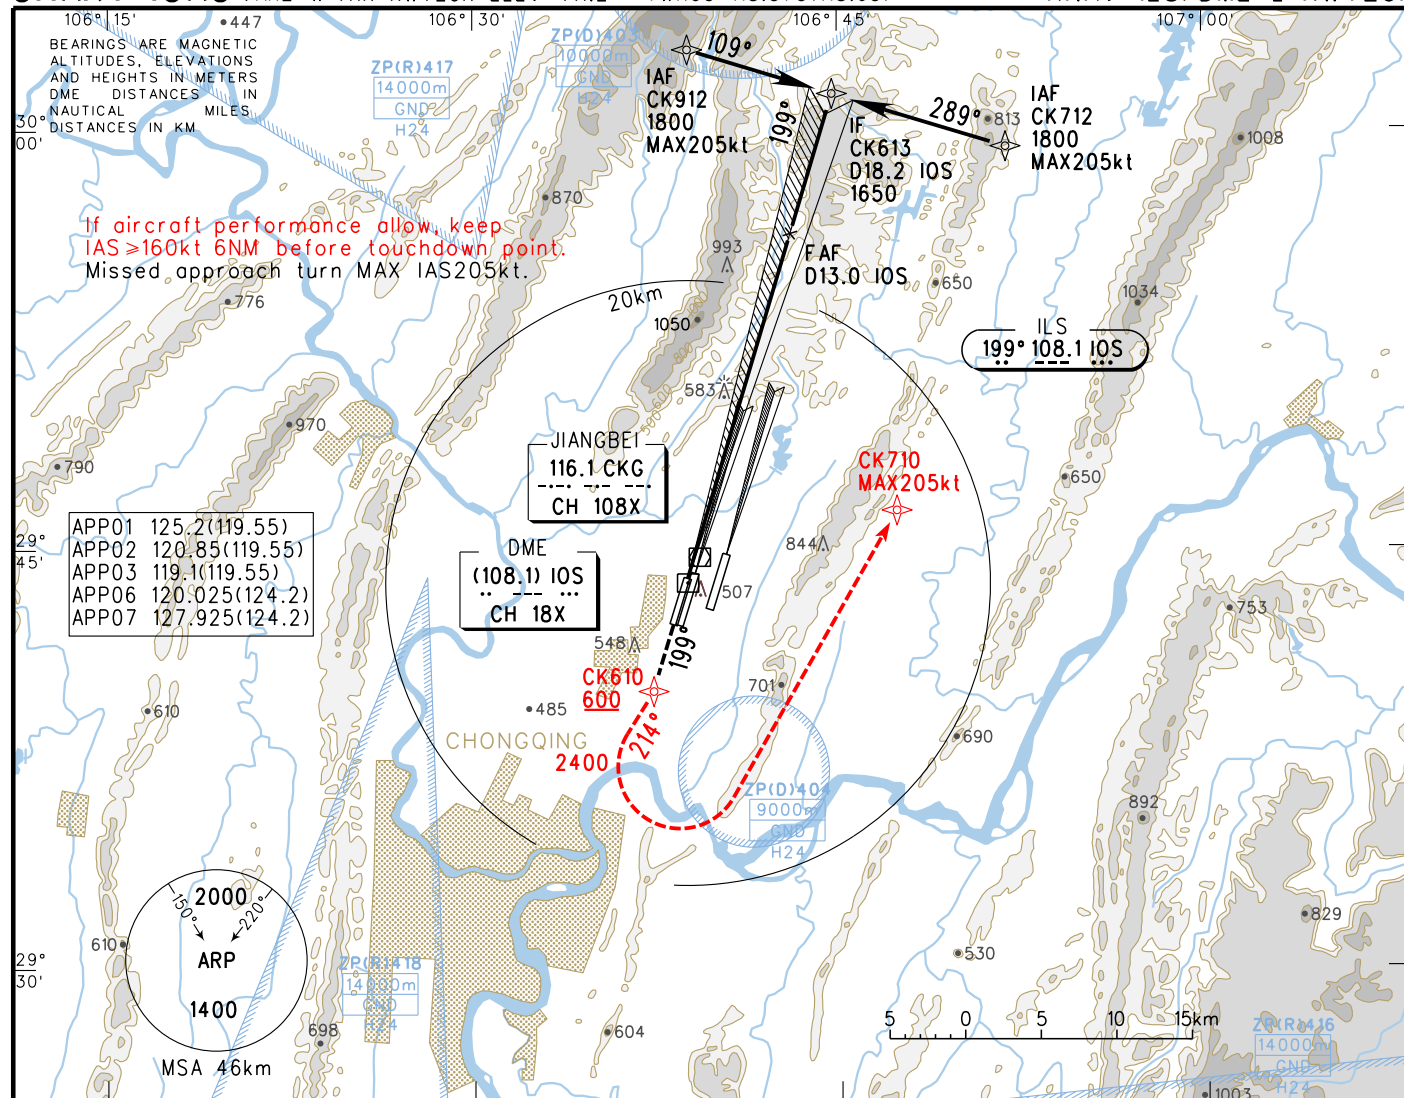 106° 15'
106° 30'
106° 45'
107° 00'
447
BEARINGS ARE MAGNETIC
ALTITUDES, ELEVATIONS
AND HEIGHTS IN METERS
DME DISTANCES IN
NAUTICAL MILES
DISTANCES IN KM
ZP(R)417
14000m
GND
H24
ZP(D)403
10000m
GND
H24
109°
IAF
CK912
1800
MAX205kt
199°
IF
CK613
D18.2 IOS
1650
289°
813
IAF
CK712
1800
MAX205kt
1008
30°
00'
870
If aircraft performance allow, keep
IAS≥160kt 6NM before touchdown point.
Missed approach turn MAX IAS205kt.
993
FAF
D13.0 IOS
776
20km
650
1034
1050
800
600
ILS
199° 108.1 IOS
583
970
790
JIANGBEI
116.1 CKG
CH 108X
CK710
MAX205kt
650
APP01 125.2(119.55)
APP02 120.85(119.55)
APP03 119.1(119.55)
APP06 120.025(124.2)
APP07 127.925(124.2)
29°
45'
DME
(108.1) IOS
CH 18X
844
507
753
548
199°
CK610
600
701
610
485
214°
690
CHONGQING
2400
ZP(D)404
9000m
GND
H24
892
2000
150°
220°
ARP
1400
MSA 46km
610
829
530
29°
30'
ZP(R)418
14000m
GND
H24
698
604
5 0 5 10 15km
ZP(R)416
14000m
GND
H24
1003